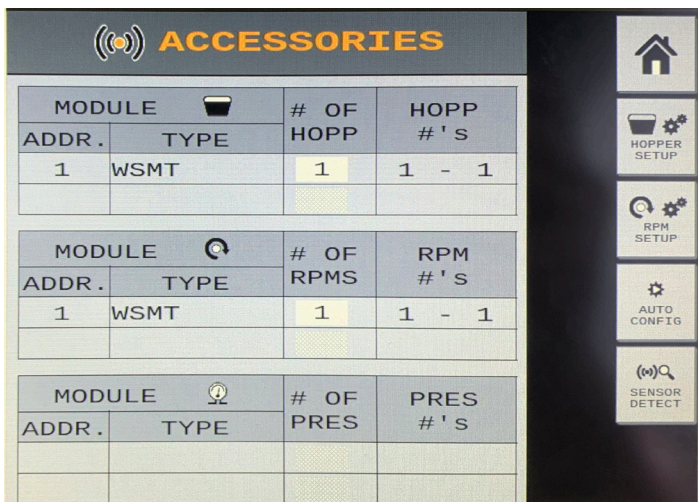 ACCESSORIES
MODULE # OF HOPP HOPP #'s
ADDR. TYPE
1 WSMT 1 1 - 1
MODULE # OF RPMS RPM #'s
ADDR. TYPE
1 WSMT 1 1 - 1
MODULE # OF PRES PRES #'s
ADDR. TYPE
HOPPER
SETUP
RPM
SETUP
AUTO
CONFIG
SENSOR
DETECT